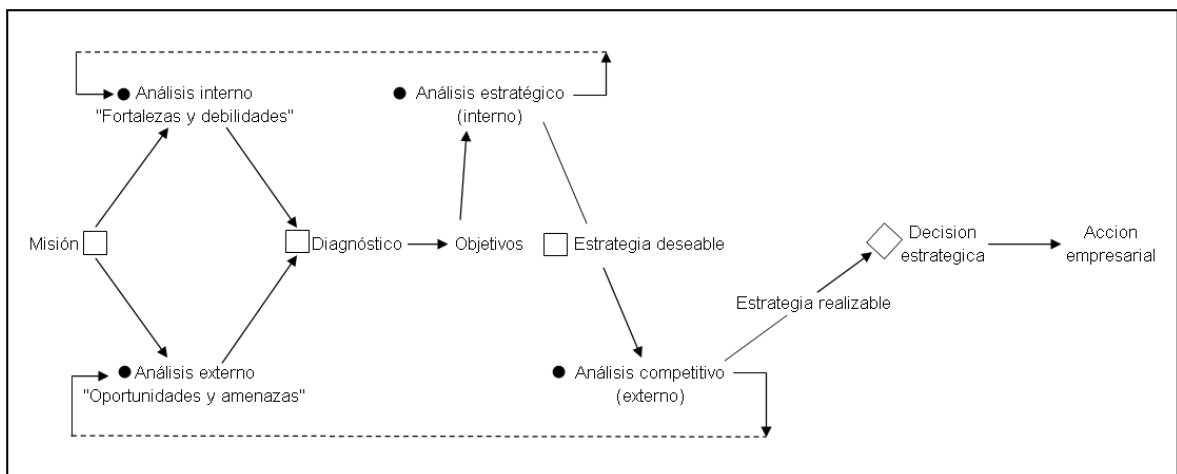 Análisis interno
"Fortalezas y debilidades"
Análisis estratégico
(interno)
Misión
Diagnóstico
Objetivos
Estrategia deseable
Decision
estrategica
Accion
empresarial
Estrategia realizable
Análisis externo
"Oportunidades y amenazas"
Análisis competitivo
(externo)